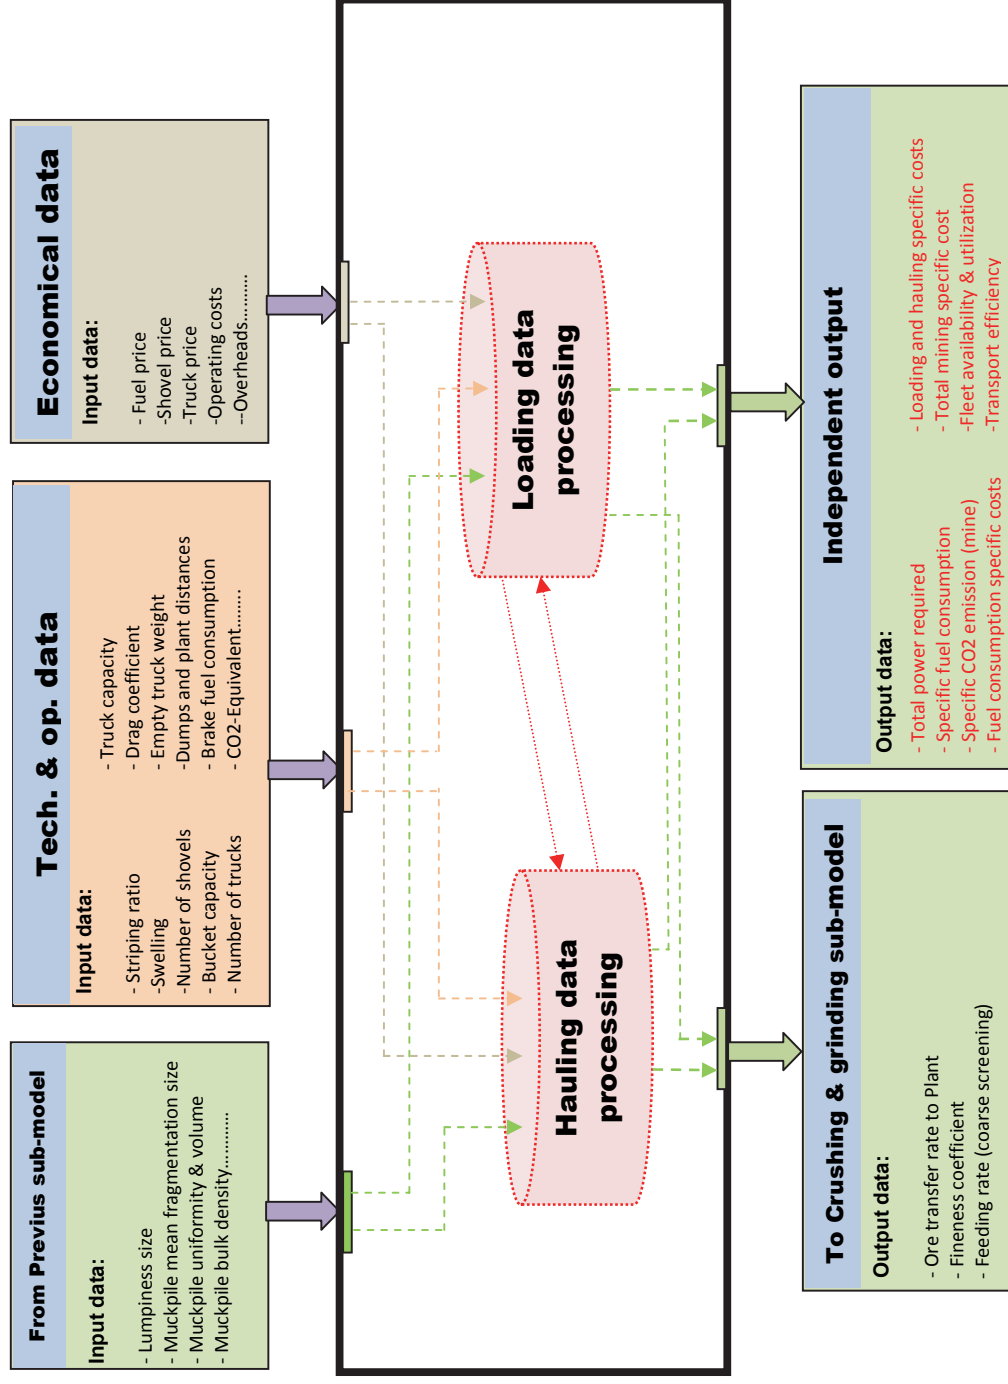 From Previus sub-model
Input data:
- Lumpiness size
- Muckpile mean fragmentation size
- Muckpile uniformity & volume
- Muckpile bulk density............
Tech. & op. data
Input data:
- Striping ratio
-Swelling
-Number of shovels
- Bucket capacity
- Number of trucks
- Truck capacity
- Drag coefficient
- Empty truck weight
-Dumps and plant distances
- Brake fuel consumption
- CO2-Equivalent.........
Economical data
Input data:
- Fuel price
-Shovel price
-Truck price
-Operating costs
--Overheads...........
Hauling data
processing
Loading data
processing
To Crushing & grinding sub-model
Output data:
- Ore transfer rate to Plant
- Fineness coefficient
- Feeding rate (coarse screening)
Independent output
Output data:
- Total power required
- Specific fuel consumption
- Specific CO2 emission (mine)
- Fuel consumption specific costs
- Loading and hauling specific costs
- Total mining specific cost
-Fleet availability & utilization
-Transport efficiency